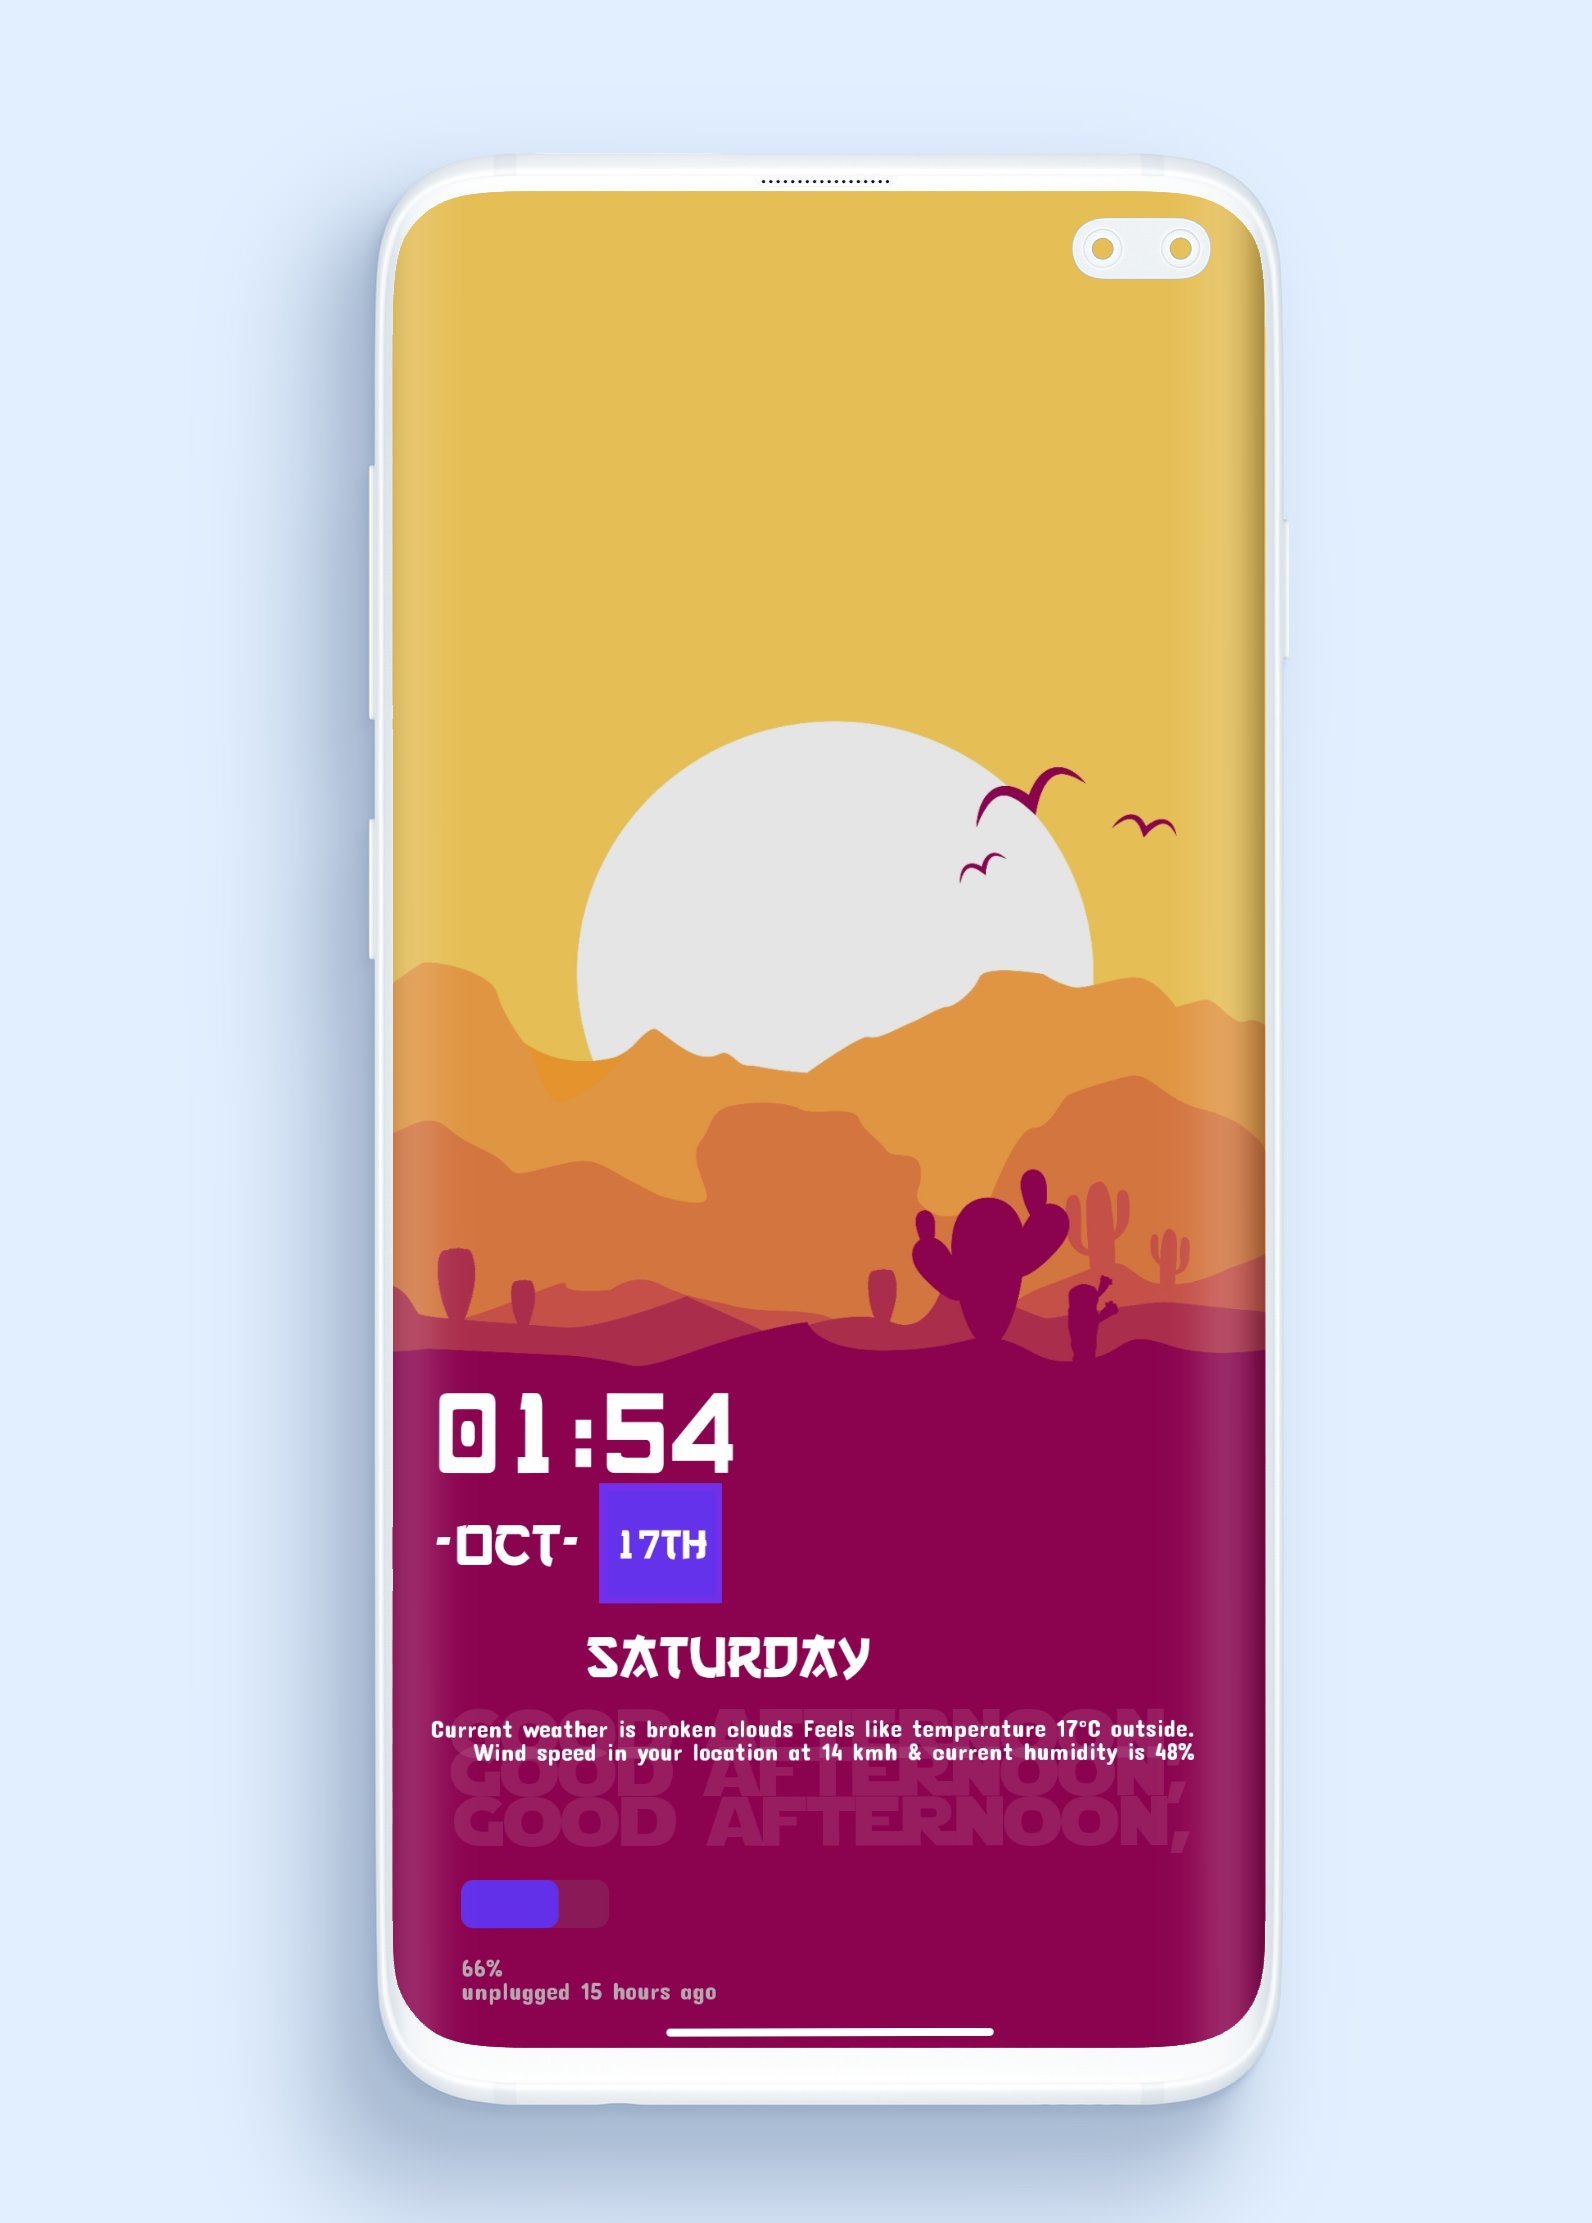 01:54
-OCT- 17TH
SATURDAY
Current weather is broken clouds Feels like temperature 17°C outside.
Wind speed in your location at 14 kmh & current humidity is 48%
GOOD AFTERNOON,
GOOD AFTERNOON,
GOOD AFTERNOON,
66%
unplugged 15 hours ago